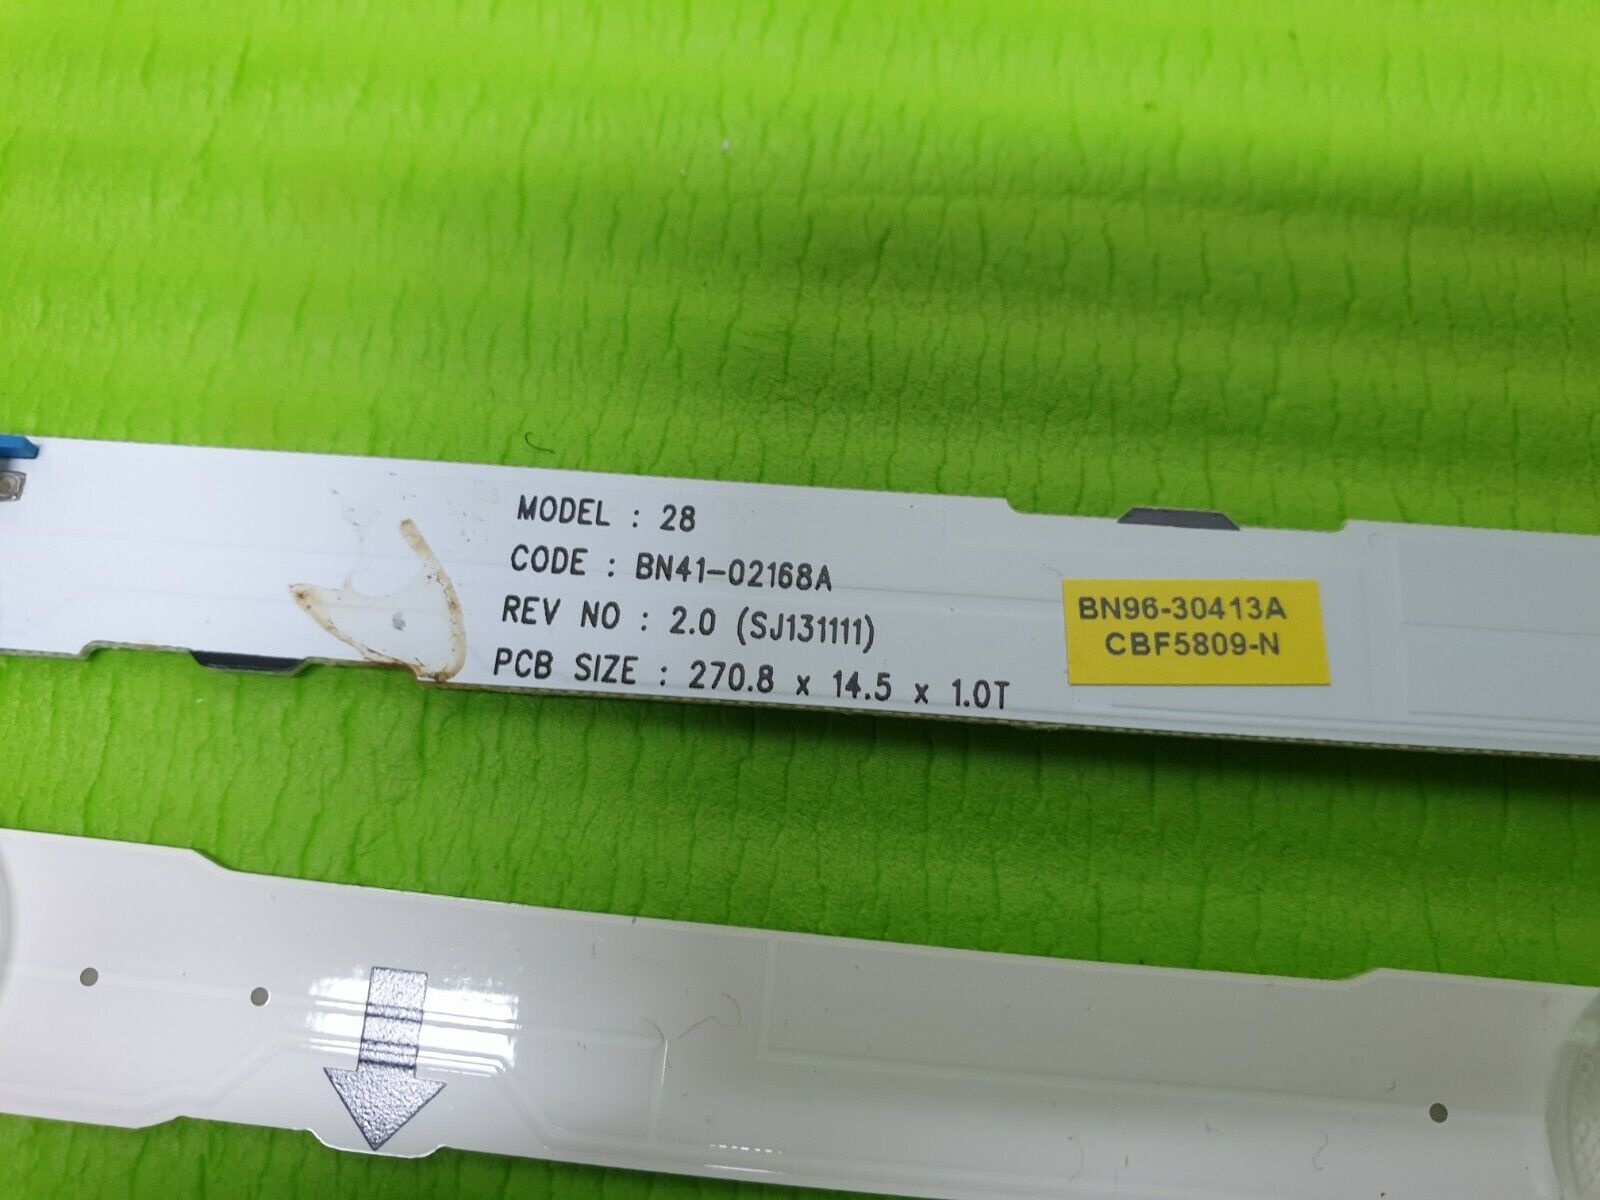 MODEL : 28
CODE : BN41-02168A
REV NO : 2.0 (SJ131111)
PCB SIZE : 270.8 x 14.5 x 1.0T
BN96-30413A
CBF5809-N